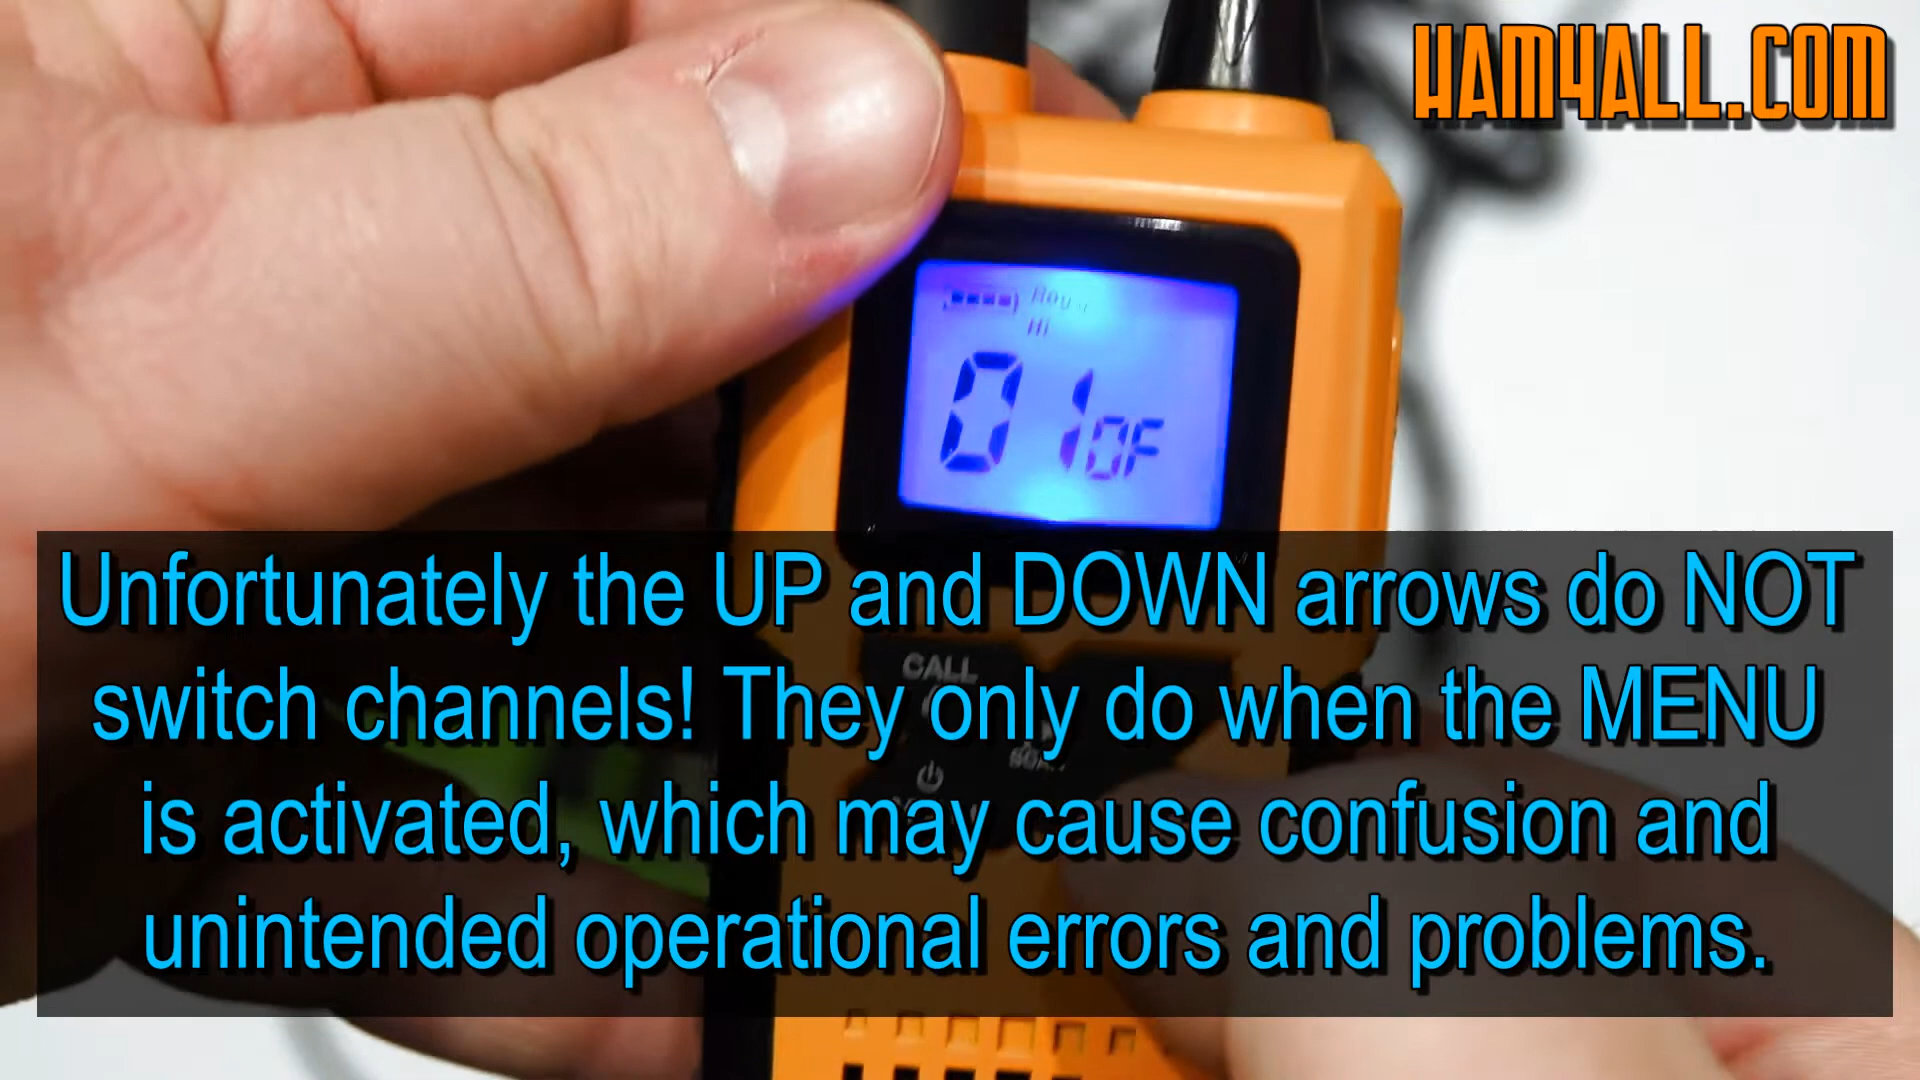 HAM4ALL.COM
Hi
01 OF
Unfortunately the UP and DOWN arrows do NOT
CALL
switch channels! They only do when the MENU
is activated, which may cause confusion and
unintended operational errors and problems.